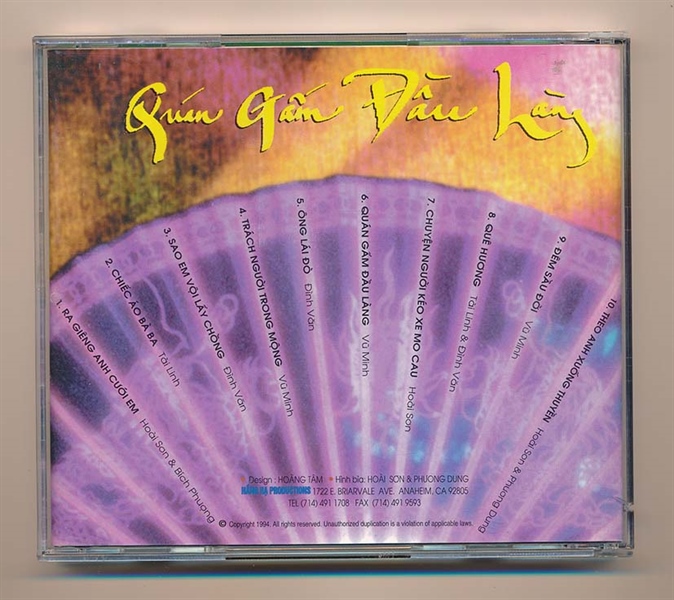 Quán Gấm Đầu Làng
1. RA GIÊNG ANH CƯỚI EM Hoài Sơn & Bích Phượng
2. CHIẾC ÁO BÀ BA Tài Linh
3. SAO EM VỘI LẤY CHỒNG Đình Văn
4. TRÁCH NGƯỜI TRONG MỘNG Vũ Minh
5. ÔNG LÁI ĐÒ Đình Văn
6. QUÁN GẤM ĐẦU LÀNG Vũ Minh
7. CHUYỆN NGƯỜI KÉO XE MO CAU Hoài Sơn
8. QUÊ HƯƠNG Tài Linh & Đình Văn
9. ĐÊM SẦU ĐỜI Vũ Minh
10. THEO ANH XUỐNG THUYỀN Hoài Sơn & Phương Dung
Design : HOÀNG TÂM * Hình bìa: HOÀI SƠN & PHƯƠNG DUNG
PRODUCTIONS 1722 E. BRIARVALE AVE. ANAHEIM, CA 92805
TEL (714) 491 1708 FAX (714) 491 9593
© Copyright 1994. All rights reserved. Unauthorized duplication is a violation of applicable laws.